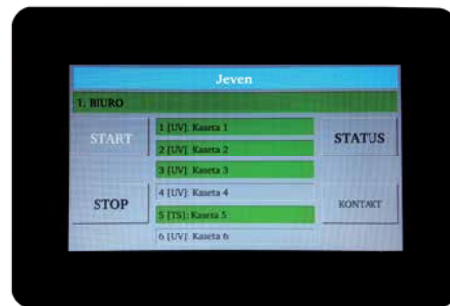 Jeven
1. BIURO
START
STOP
1 [UV]: Kaseta 1
2 [UV]: Kaseta 2
3 [UV]: Kaseta 3
4 [UV]: Kaseta 4
5 [TS]: Kaseta 5
6 [UV]: Kaseta 6
STATUS
KONTAKT